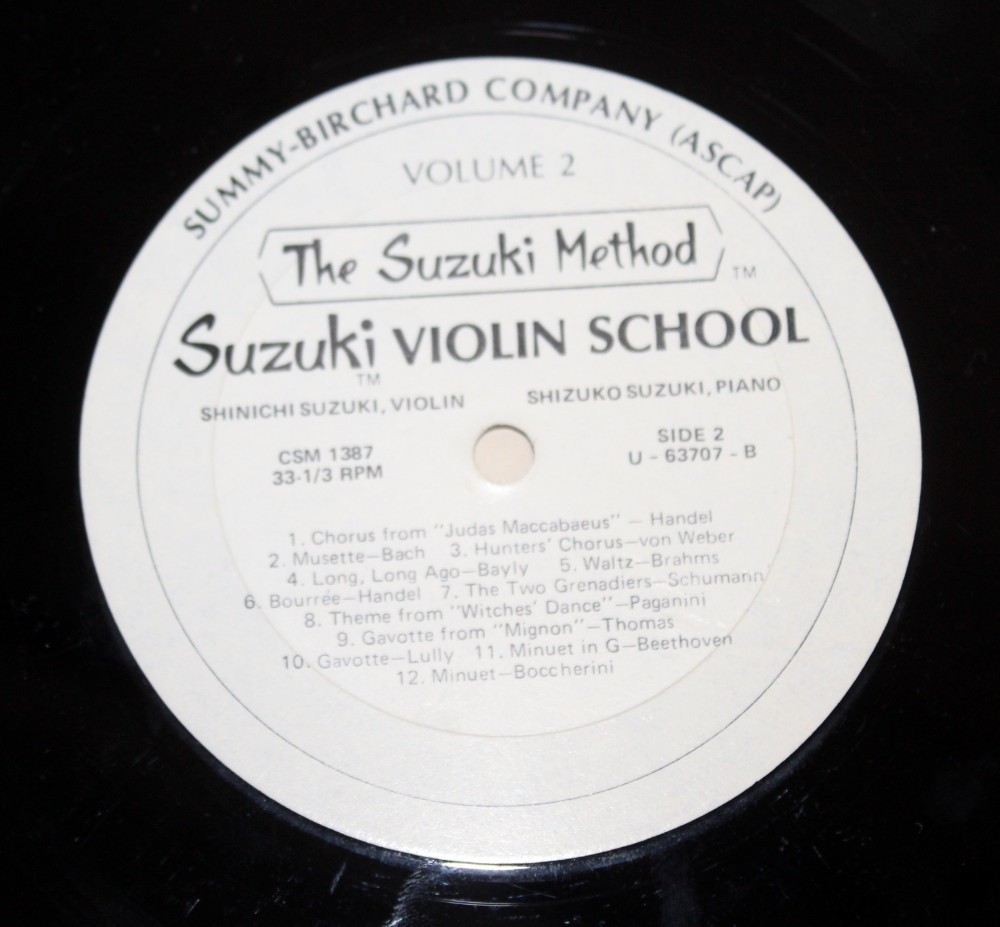 SUMMY-BIRCHARD COMPANY (ASCAP)
VOLUME 2
The Suzuki Method
TM
Suzuki VIOLIN SCHOOL
TM
SHINICHI SUZUKI, VIOLIN
SHIZUKO SUZUKI, PIANO
CSM 1387
33-1/3 RPM
SIDE 2
U - 63707 - B
1. Chorus from "Judas Maccabaeus" — Handel
2. Musette—Bach 3. Hunters' Chorus—von Weber
4. Long, Long Ago—Bayly 5. Waltz—Brahms
6. Bourrée—Handel 7. The Two Grenadiers—Schumann
8. Theme from "Witches' Dance"—Paganini
9. Gavotte from "Mignon"—Thomas
10. Gavotte—Lully 11. Minuet in G—Beethoven
12. Minuet—Boccherini